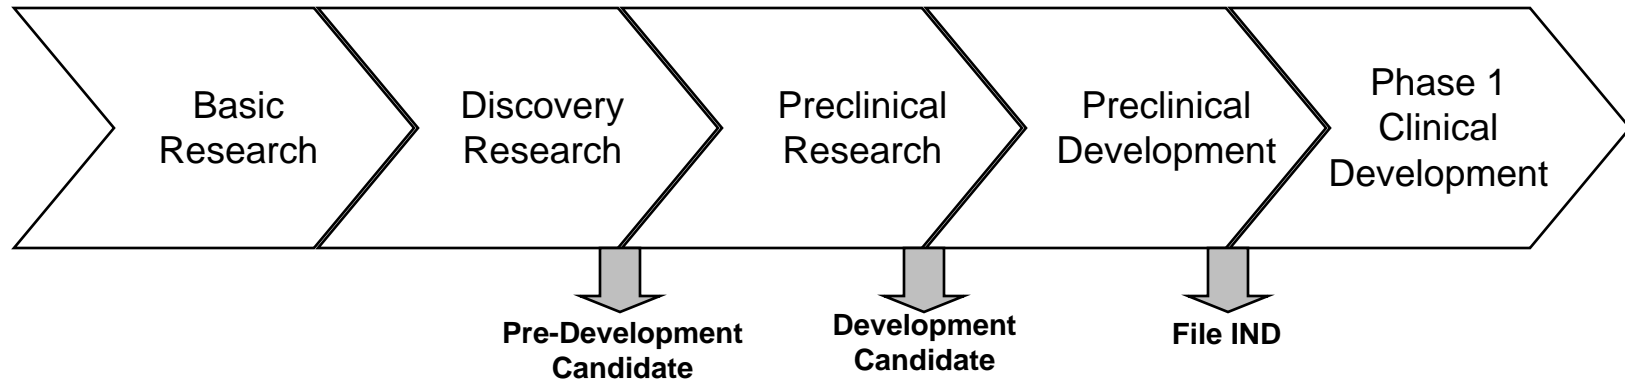 Basic
Research
Discovery
Research
Preclinical
Research
Preclinical
Development
Phase 1
Clinical
Development
Pre-Development
Candidate
Development
Candidate
File IND